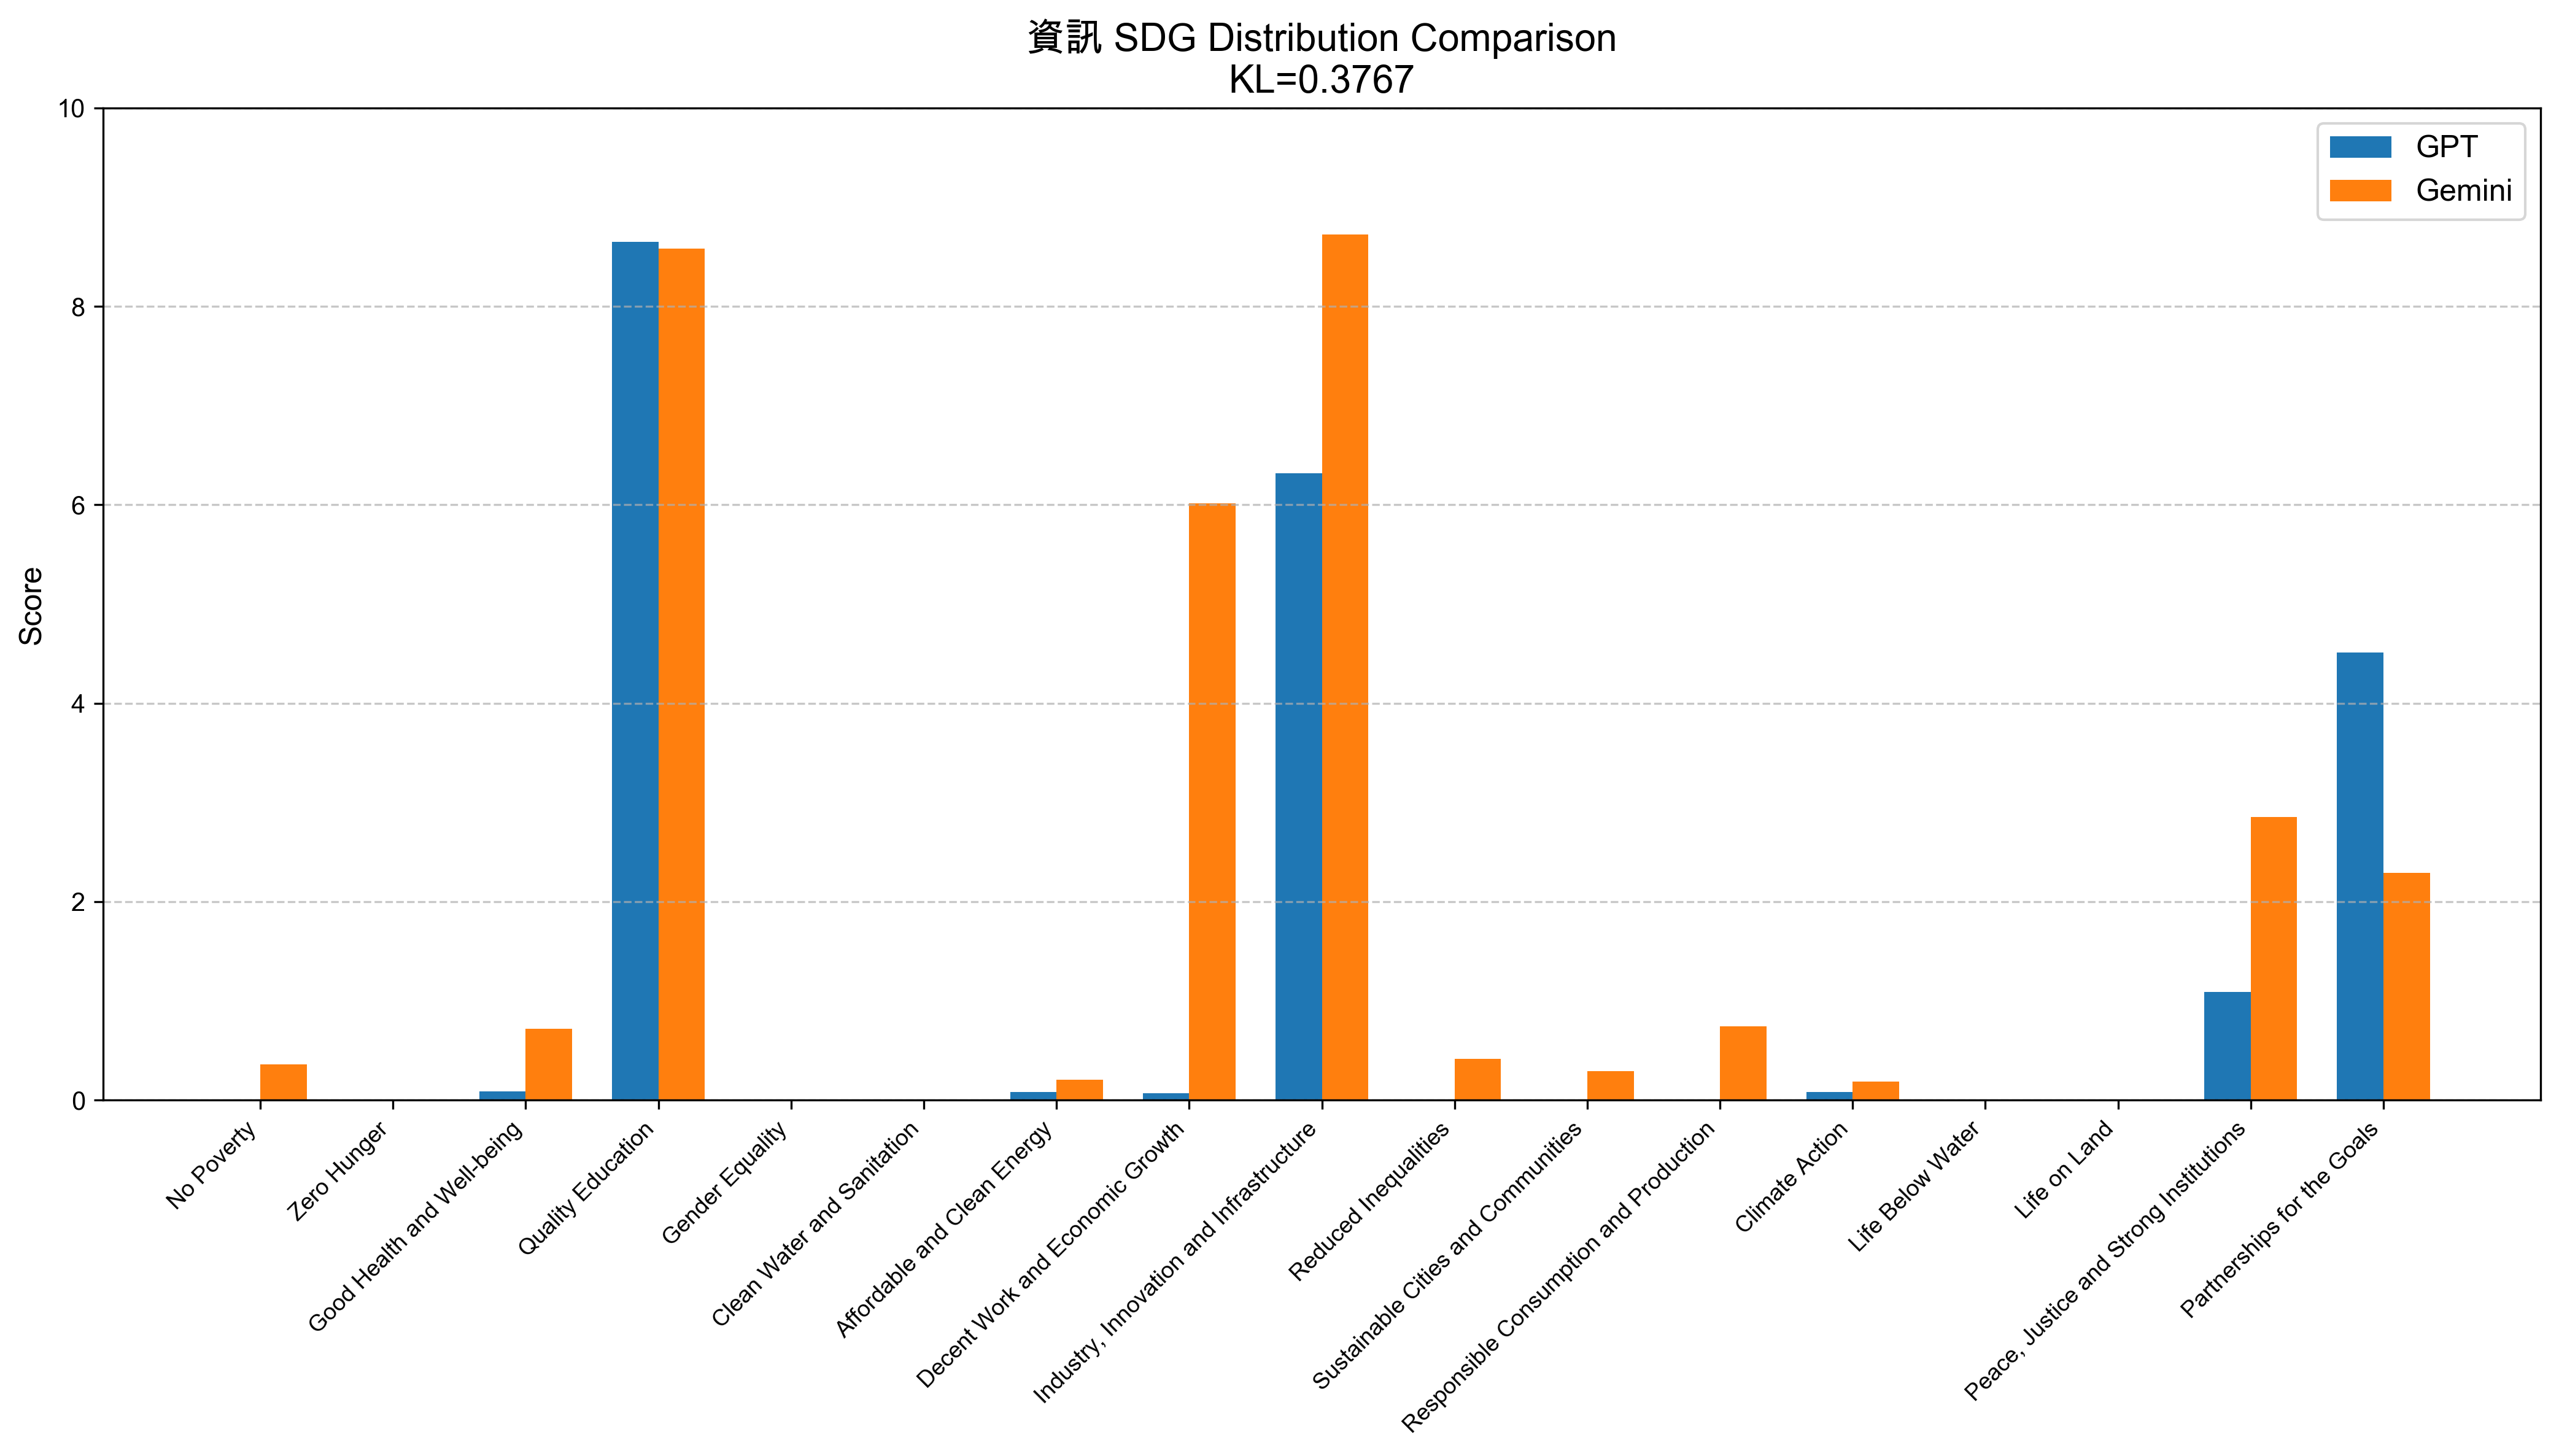 資訊 SDG Distribution Comparison
KL=0.3767
GPT
Gemini
Score
10
8
6
4
2
0
No Poverty
Zero Hunger
Good Health and Well-being
Quality Education
Gender Equality
Clean Water and Sanitation
Affordable and Clean Energy
Decent Work and Economic Growth
Industry, Innovation and Infrastructure
Reduced Inequalities
Sustainable Cities and Communities
Responsible Consumption and Production
Climate Action
Life Below Water
Life on Land
Peace, Justice and Strong Institutions
Partnerships for the Goals